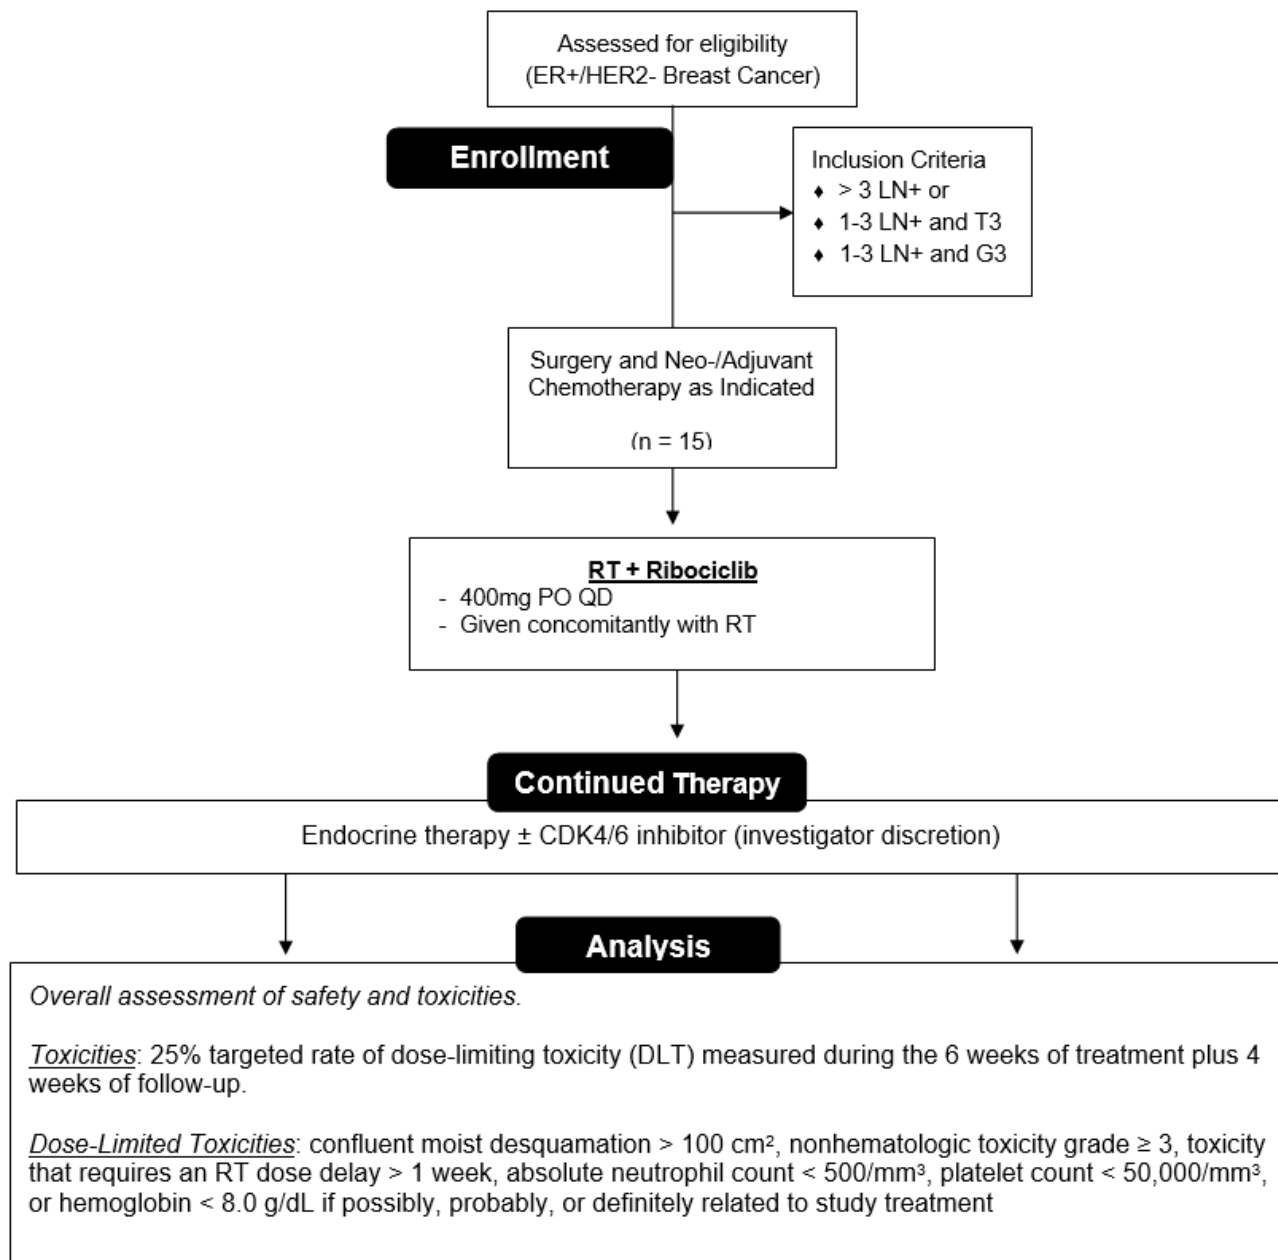 Assessed for eligibility
(ER+/HER2- Breast Cancer)
Enrollment
Inclusion Criteria
♦ > 3 LN+ or
♦ 1-3 LN+ and T3
♦ 1-3 LN+ and G3
Surgery and Neo-/Adjuvant
Chemotherapy as Indicated
(n = 15)
RT + Ribociclib
- 400mg PO QD
- Given concomitantly with RT
Continued Therapy
Endocrine therapy ± CDK4/6 inhibitor (investigator discretion)
Analysis
Overall assessment of safety and toxicities.
Toxicities: 25% targeted rate of dose-limiting toxicity (DLT) measured during the 6 weeks of treatment plus 4
weeks of follow-up.
Dose-Limited Toxicities: confluent moist desquamation > 100 cm², nonhematologic toxicity grade ≥ 3, toxicity
that requires an RT dose delay > 1 week, absolute neutrophil count < 500/mm³, platelet count < 50,000/mm³,
or hemoglobin < 8.0 g/dL if possibly, probably, or definitely related to study treatment